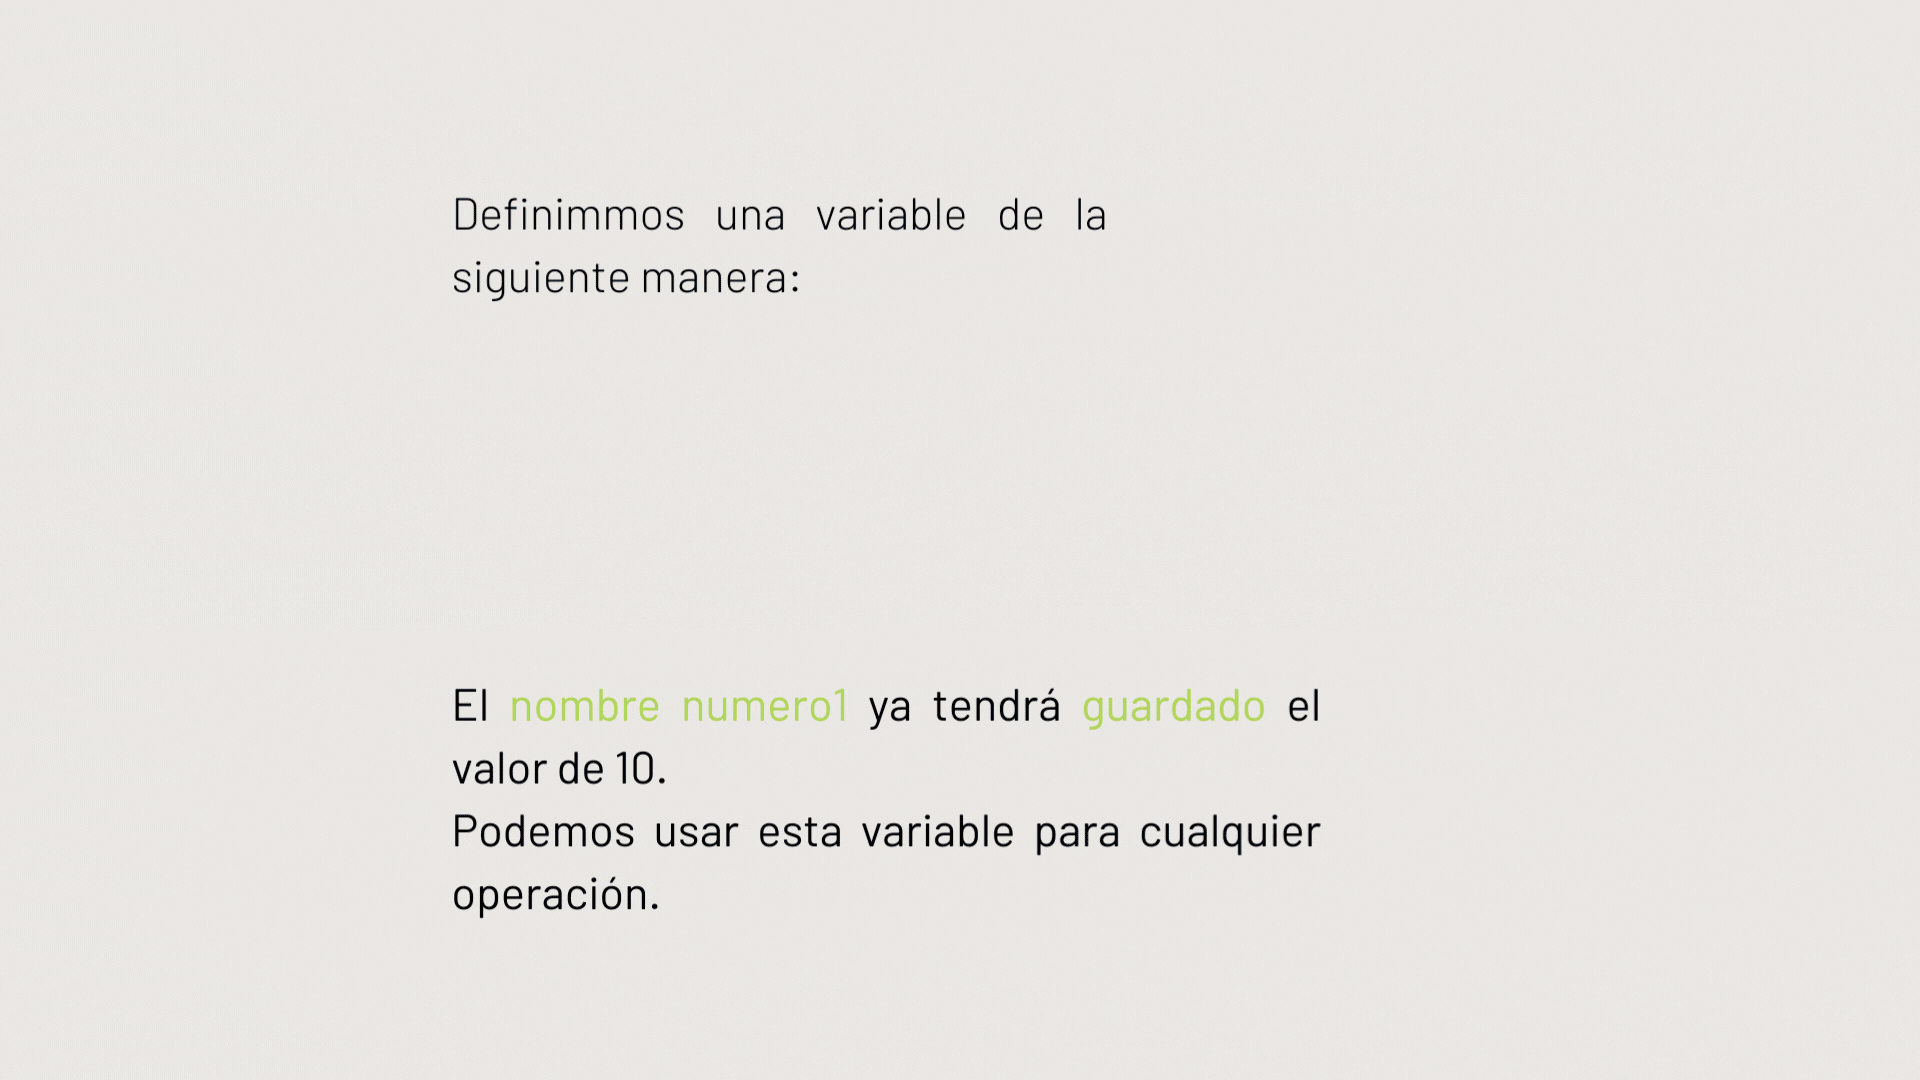 Definimmos una variable de la
siguiente manera:
El nombre numero1 ya tendrá guardado el
valor de 10.
Podemos usar esta variable para cualquier
operación.